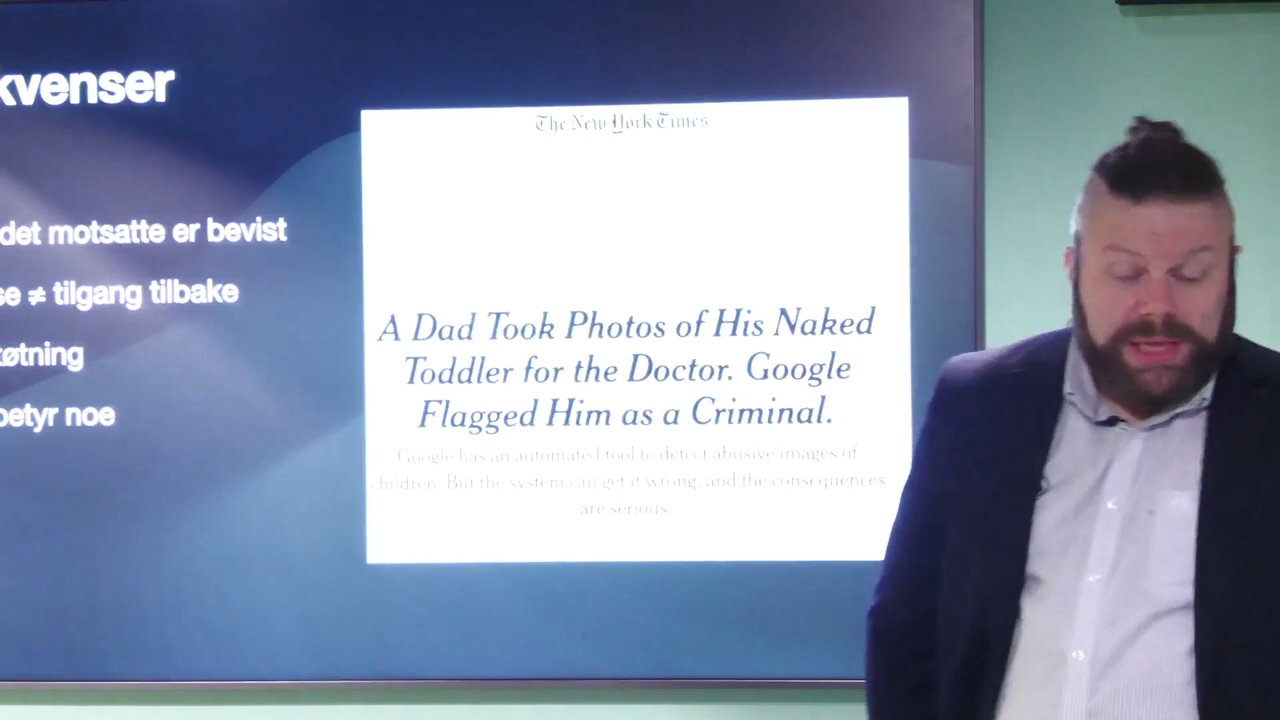 kvenser
det motsatte er bevist
se ≠ tilgang tilbake
tøtning
betyr noe
The New York Times
A Dad Took Photos of His Naked
Toddler for the Doctor. Google
Flagged Him as a Criminal.
Google has an automated tool to detect abusive images of
children. But the system can get it wrong, and the consequences
are serious.